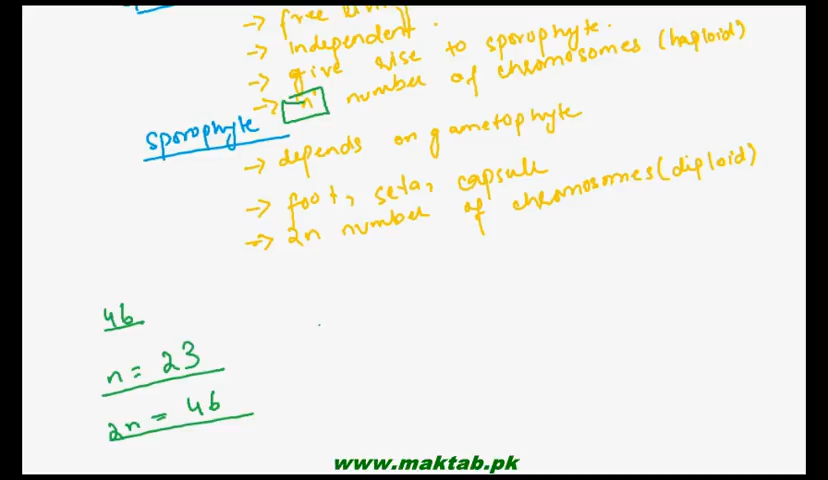 -> free
-> Independent.
-> give rise to sporophyte.
-> "n" number of chromosomes (haploid)
sporophyte
-> depends on gametophyte
-> foot, seta, capsule
-> 2n number of chromosomes (diploid)
46
n = 23
2n = 46
www.maktab.pk